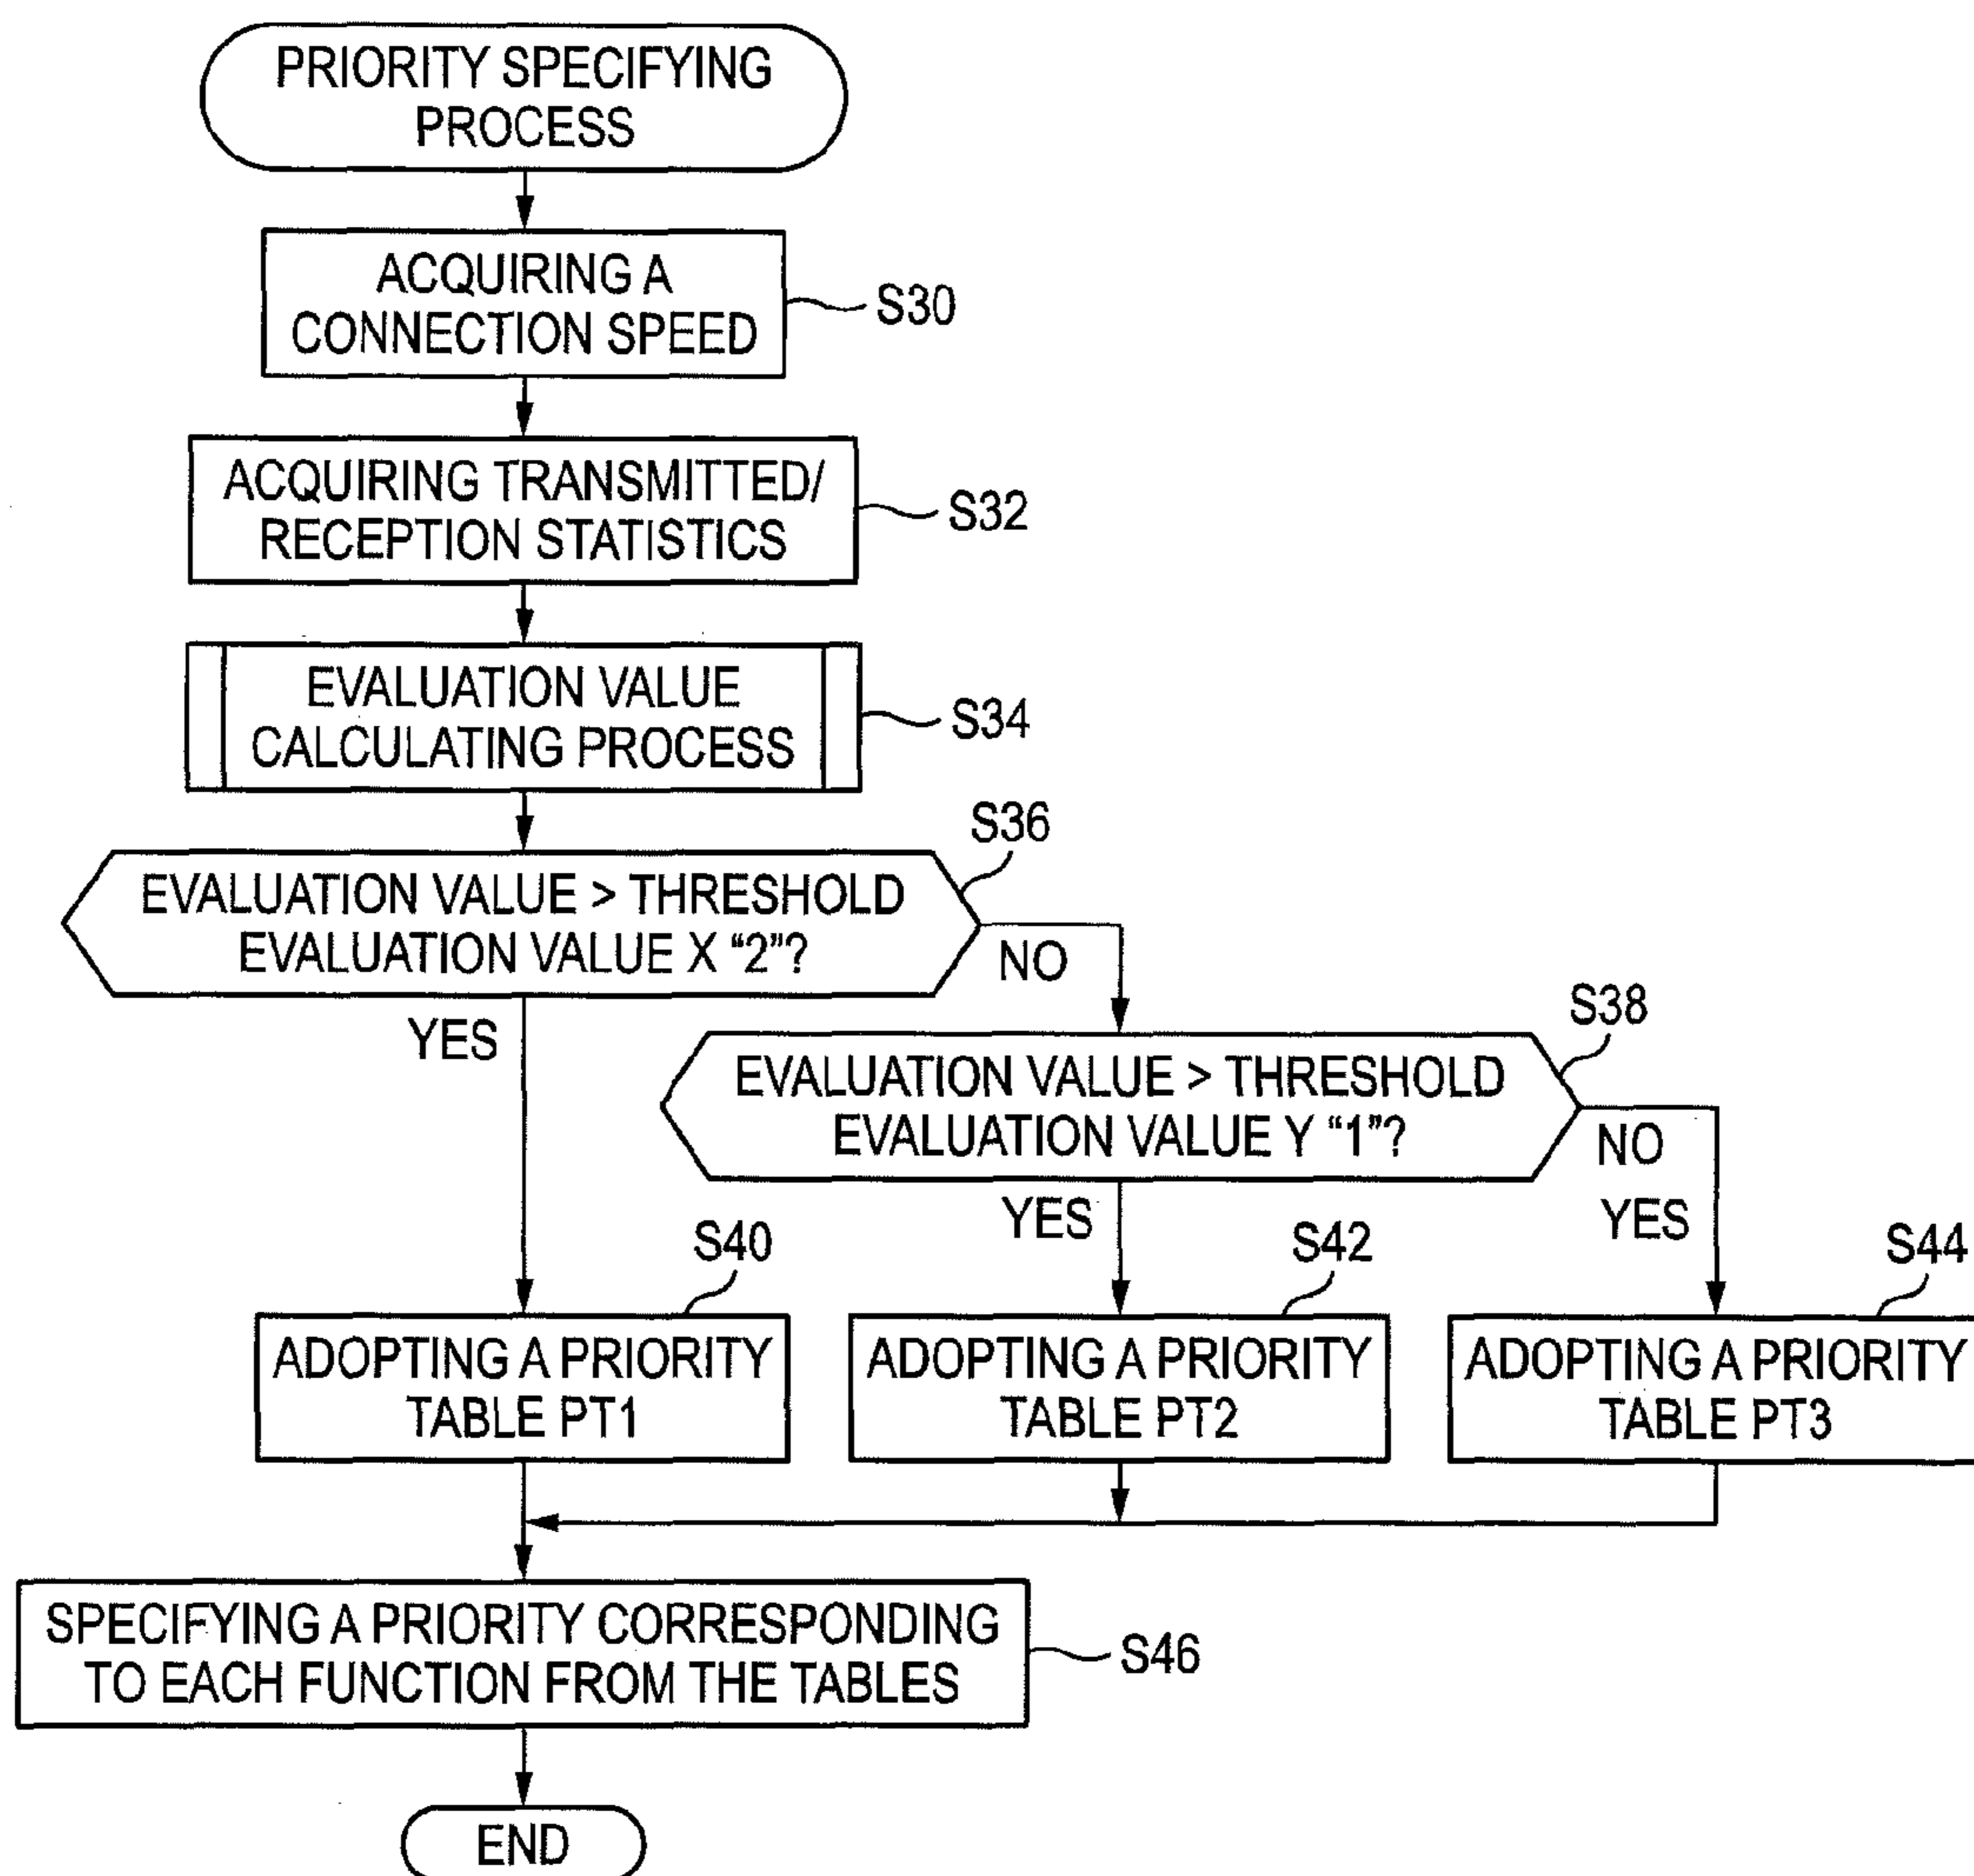 PRIORITY SPECIFYING
PROCESS
ACQUIRING A
CONNECTION SPEED
S30
ACQUIRING TRANSMITTED/
RECEPTION STATISTICS
S32
EVALUATION VALUE
CALCULATING PROCESS
S34
S36
EVALUATION VALUE > THRESHOLD
EVALUATION VALUE X “2”?
NO
YES
S38
EVALUATION VALUE > THRESHOLD
EVALUATION VALUE Y “1”?
NO
YES
YES
S40
S42
S44
ADOPTING A PRIORITY
TABLE PT1
ADOPTING A PRIORITY
TABLE PT2
ADOPTING A PRIORITY
TABLE PT3
SPECIFYING A PRIORITY CORRESPONDING
TO EACH FUNCTION FROM THE TABLES
S46
END